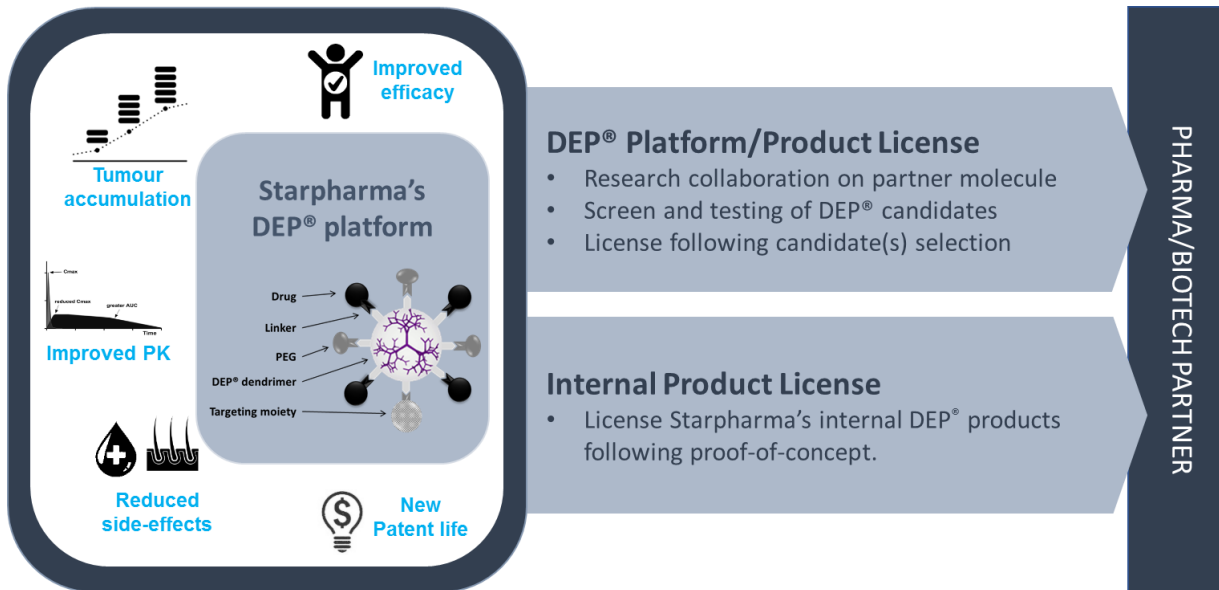 Improved
efficacy
Tumour
accumulation
Starpharma's
DEP® platform
Cmax
reduced Cmax
greater AUC
Time
Improved PK
Drug
Linker
PEG
DEP® dendrimer
Targeting moiety
Reduced
side-effects
$
New
Patent life
DEP® Platform/Product License
• Research collaboration on partner molecule
• Screen and testing of DEP® candidates
• License following candidate(s) selection
Internal Product License
• License Starpharma's internal DEP® products
following proof-of-concept.
PHARMA/BIOTECH PARTNER